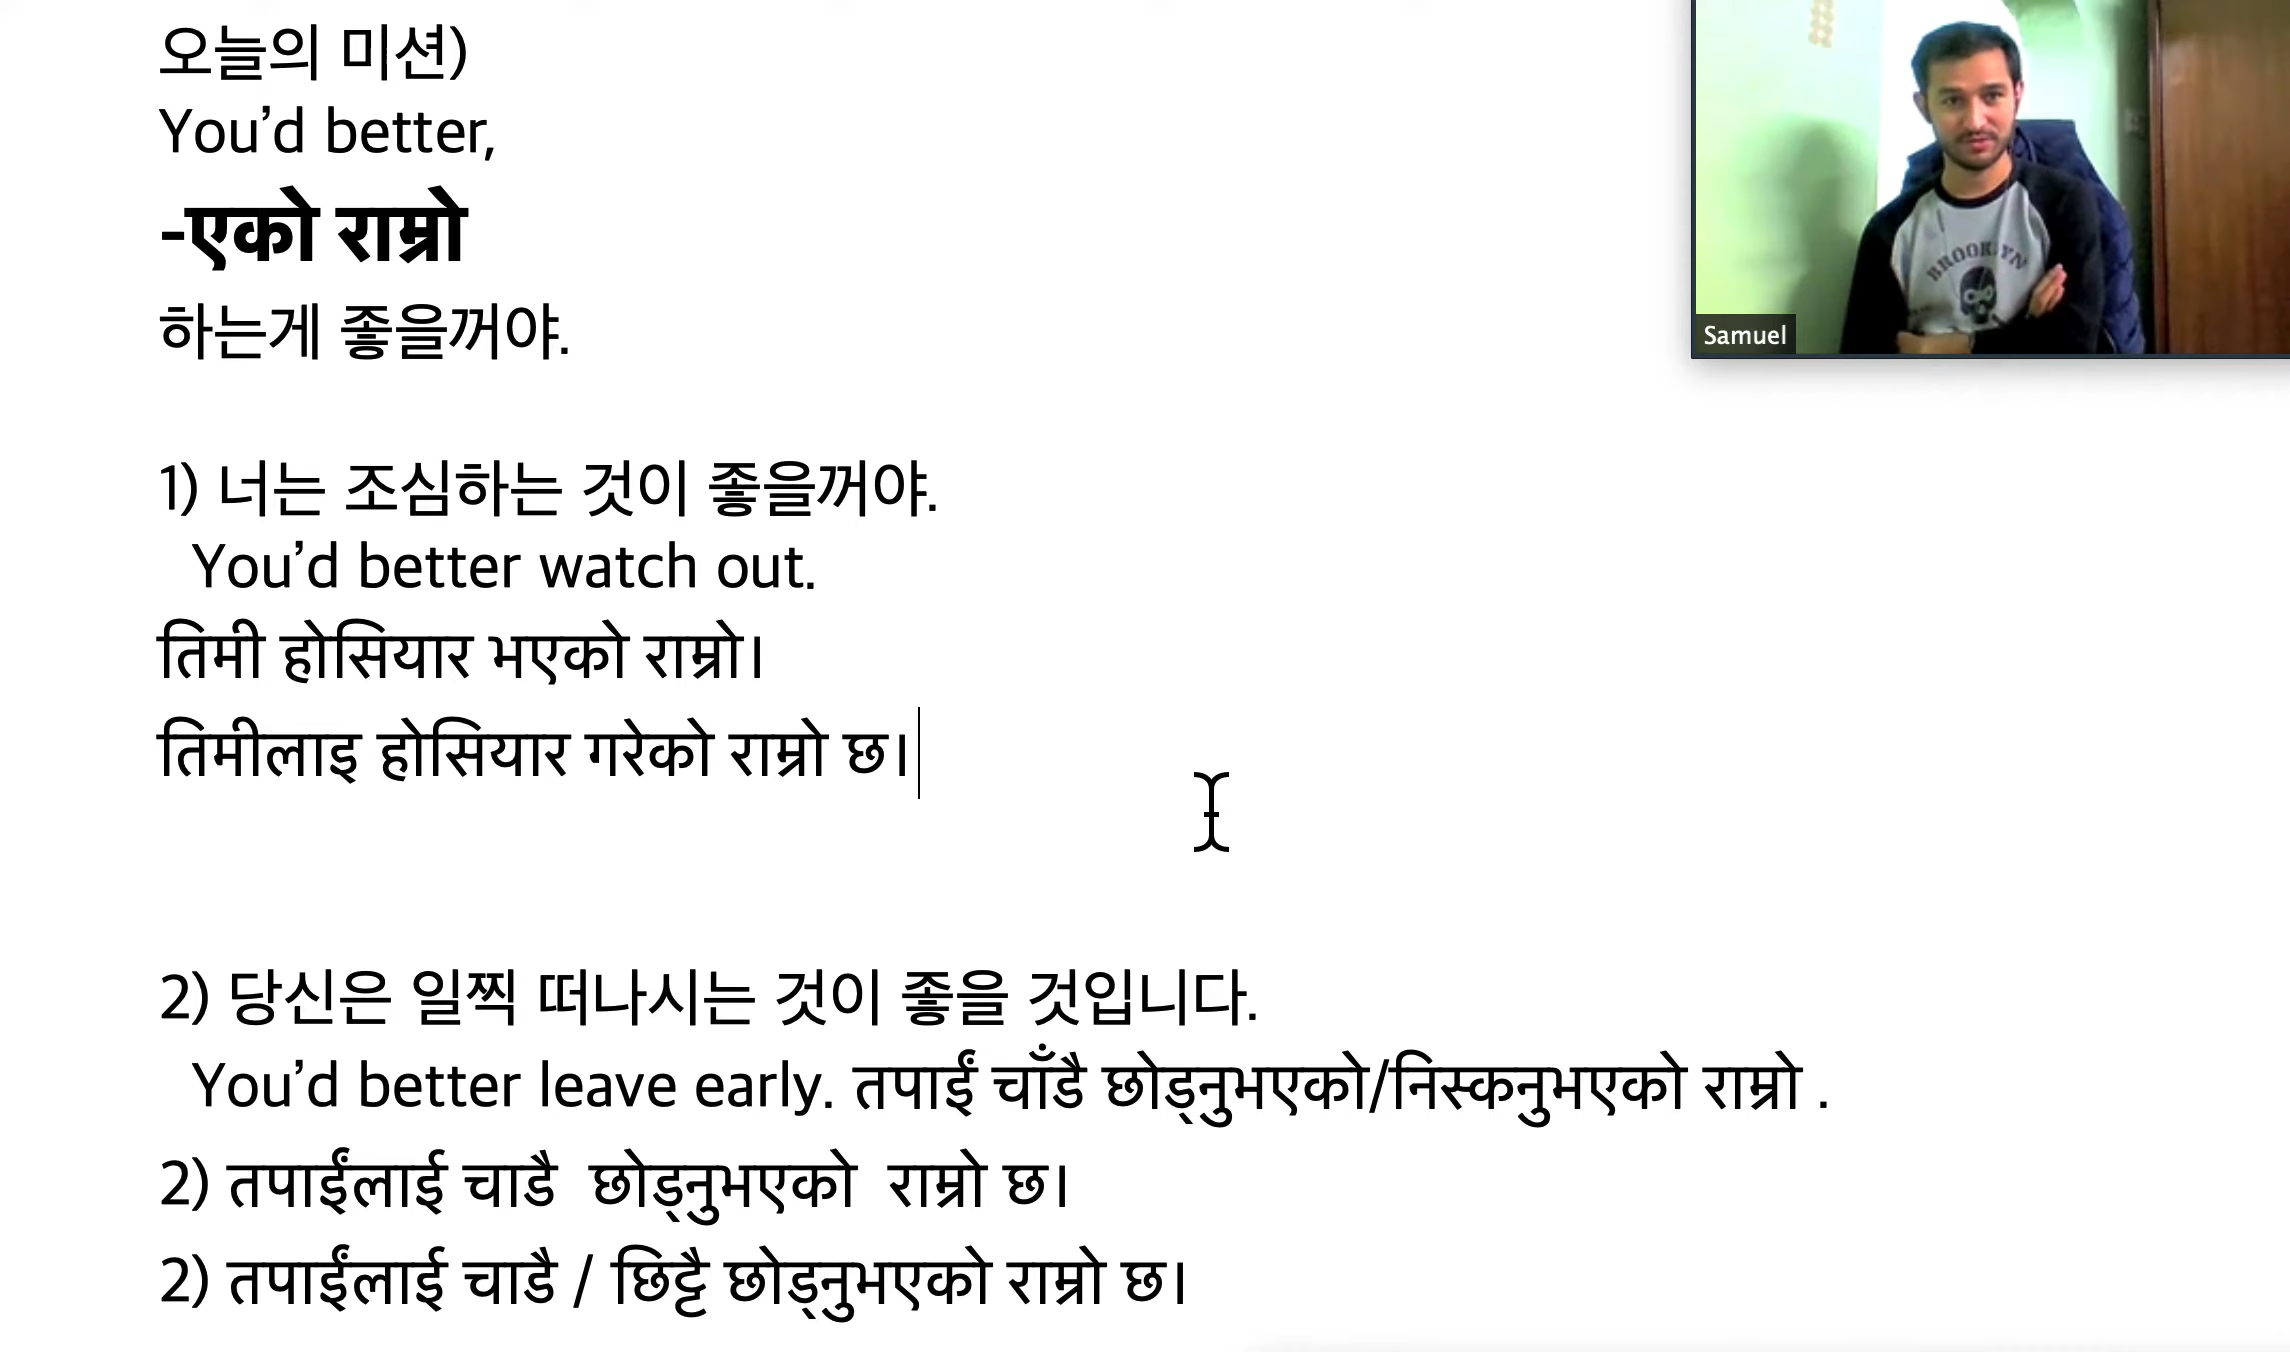 오늘의 미션)
You’d better,
-एको राम्रो
하는게 좋을꺼야.
1) 너는 조심하는 것이 좋을꺼야.
You’d better watch out.
तिमी होसियार भएको राम्रो।
तिमीलाइ होसियार गरेको राम्रो छ।
2) 당신은 일찍 떠나시는 것이 좋을 것입니다.
You’d better leave early. तपाईं चाँडै छोड्नुभएको/निस्कनुभएको राम्रो .
2) तपाईंलाई चाडै  छोड्नुभएको  राम्रो छ।
2) तपाईंलाई चाडै / छिट्टै छोड्नुभएको राम्रो छ।
BROOKLYN
Samuel